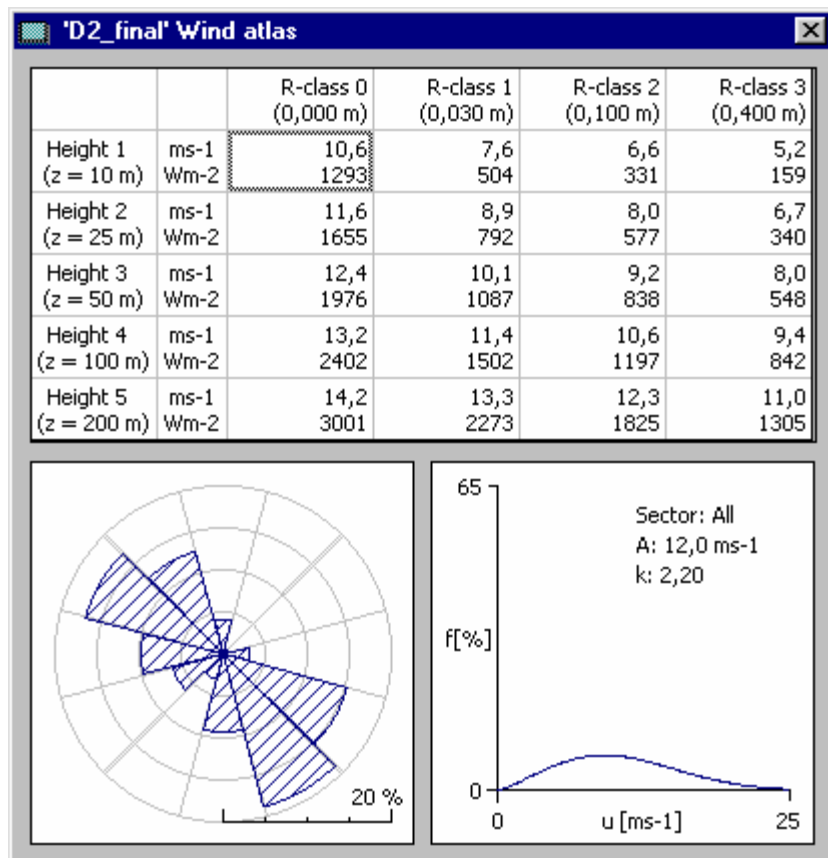 'D2_final' Wind atlas
R-class 0 R-class 1 R-class 2 R-class 3
(0,000 m) (0,030 m) (0,100 m) (0,400 m)
Height 1 ms-1 10,6 7,6 6,6 5,2
(z = 10 m) Wm-2 1293 504 331 159
Height 2 ms-1 11,6 8,9 8,0 6,7
(z = 25 m) Wm-2 1655 792 577 340
Height 3 ms-1 12,4 10,1 9,2 8,0
(z = 50 m) Wm-2 1976 1087 838 548
Height 4 ms-1 13,2 11,4 10,6 9,4
(z = 100 m) Wm-2 2402 1502 1197 842
Height 5 ms-1 14,2 13,3 12,3 11,0
(z = 200 m) Wm-2 3001 2273 1825 1305
20 %
65
Sector: All
A: 12,0 ms-1
k: 2,20
f[%]
0
0 u [ms-1] 25